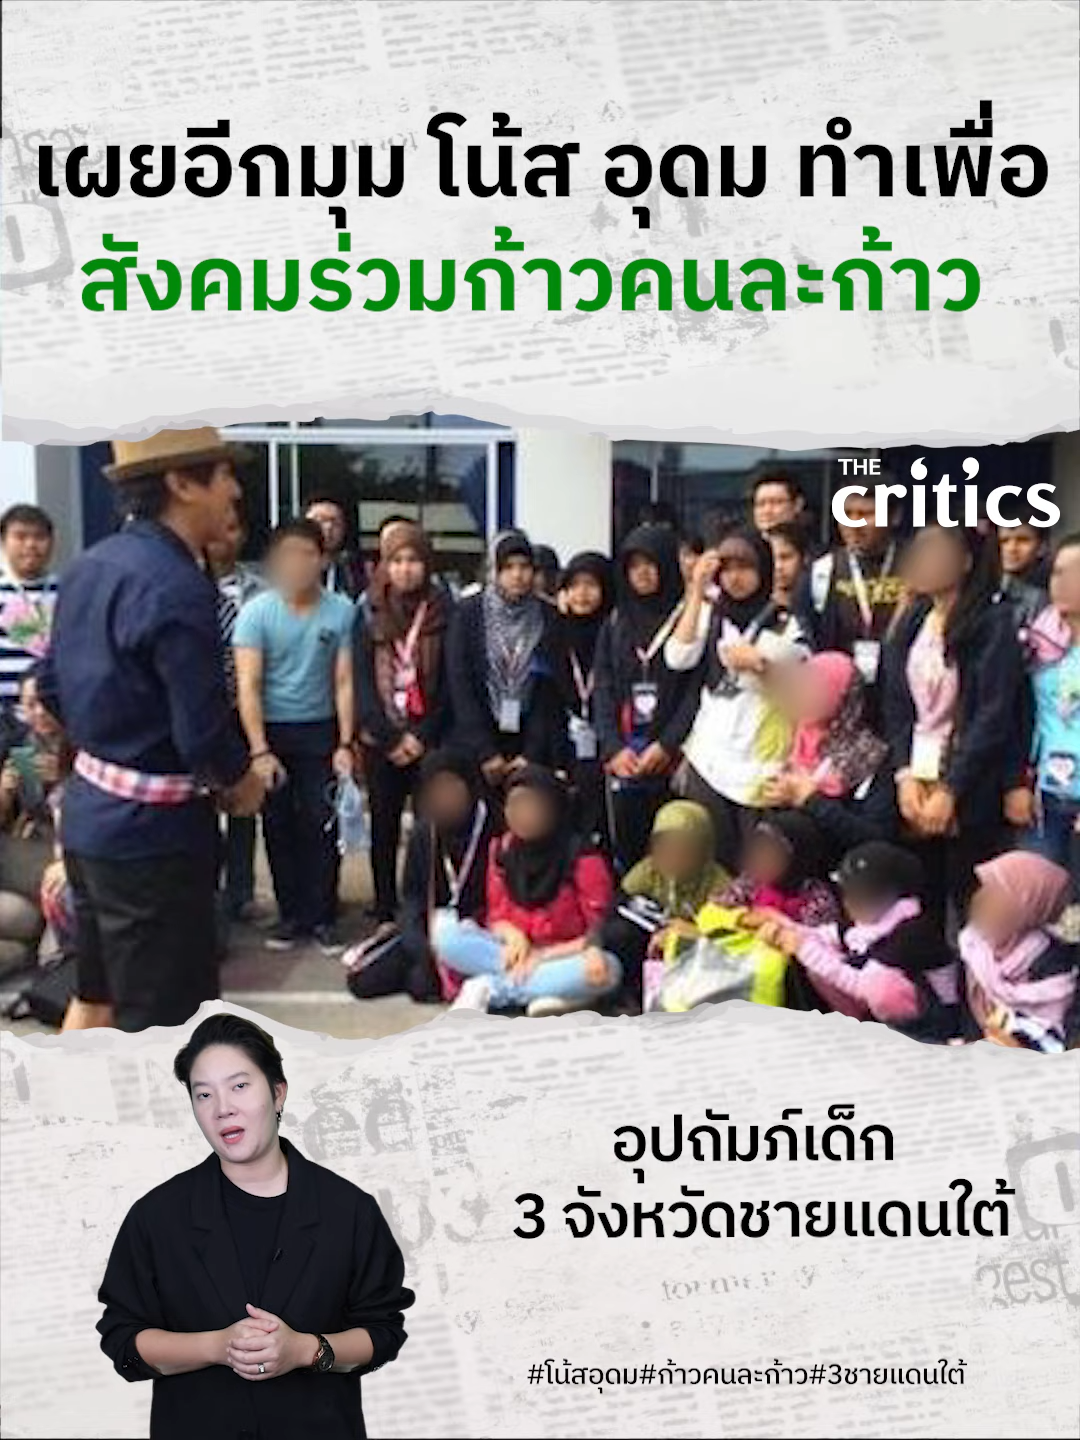 เผยอีกมุม โน้ส อุดม ทำเพื่อ
สังคมร่วมก้าวคนละก้าว
THE
critics
อุปถัมภ์เด็ก
3 จังหวัดชายแดนใต้
#โน้สอุดม#ก้าวคนละก้าว#3ชายแดนใต้